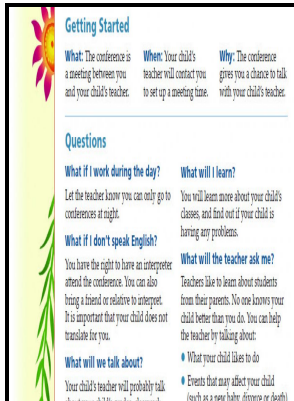 Getting Started
What: The conference is
a meeting between you
and your child's teacher.
When: Your child's
teacher will contact you
to set up a meeting time.
Why: The conference
gives you a chance to talk
with your child's teacher.
Questions
What if I work during the day?
Let the teacher know you can only go to
conferences at night.
What if I don't speak English?
You have the right to have an interpreter
attend the conference. You can also
bring a friend or relative to interpret.
It is important that your child does not
translate for you.
What will we talk about?
Your child's teacher will probably talk
What will I learn?
You will learn more about your child's
classes, and find out if your child is
having any problems.
What will the teacher ask me?
Teachers like to learn about students
from their parents. No one knows your
child better than you do. You can help
the teacher by talking about:
• What your child likes to do
• Events that may affect your child
(such as a new baby, divorce or death)